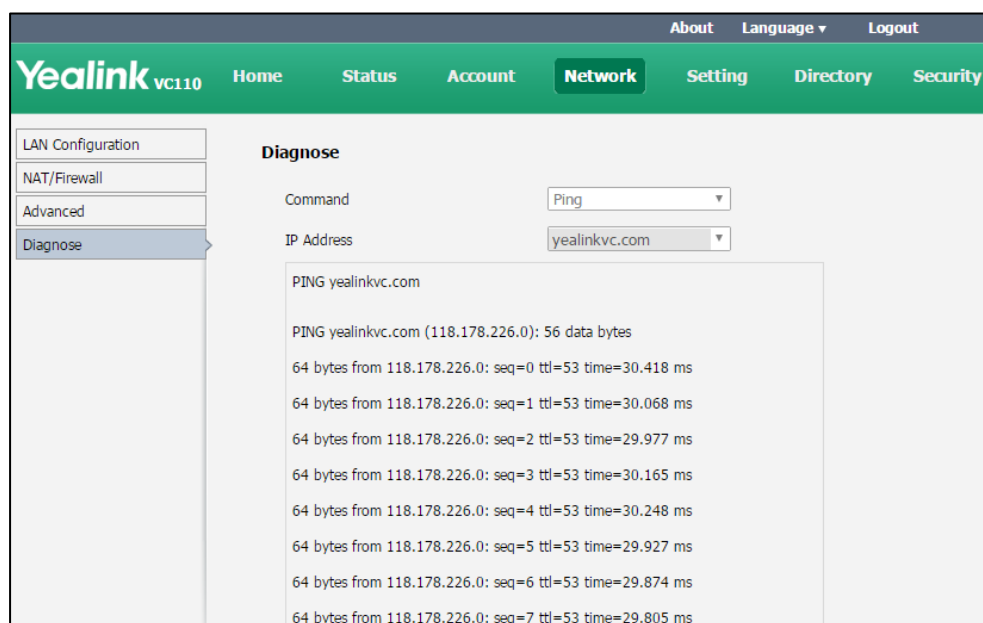 About Language ▾ Logout
Yealink VC110 Home Status Account Network Setting Directory Security
LAN Configuration
NAT/Firewall
Advanced
Diagnose
Diagnose
Command Ping
IP Address yealinkvc.com
PING yealinkvc.com
PING yealinkvc.com (118.178.226.0): 56 data bytes
64 bytes from 118.178.226.0: seq=0 ttl=53 time=30.418 ms
64 bytes from 118.178.226.0: seq=1 ttl=53 time=30.068 ms
64 bytes from 118.178.226.0: seq=2 ttl=53 time=29.977 ms
64 bytes from 118.178.226.0: seq=3 ttl=53 time=30.165 ms
64 bytes from 118.178.226.0: seq=4 ttl=53 time=30.248 ms
64 bytes from 118.178.226.0: seq=5 ttl=53 time=29.927 ms
64 bytes from 118.178.226.0: seq=6 ttl=53 time=29.874 ms
64 bytes from 118.178.226.0: seq=7 ttl=53 time=29.805 ms